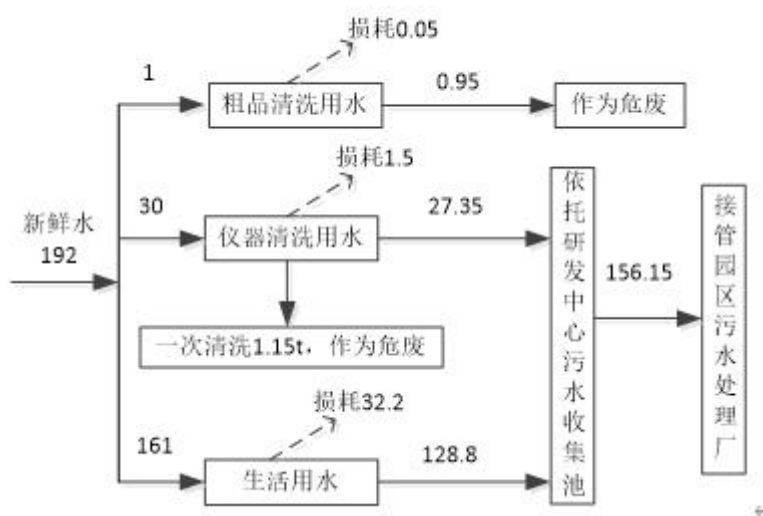 损耗0.05
1
粗品清洗用水
0.95
作为危废
损耗1.5
新鲜水
192
30
仪器清洗用水
27.35
一次清洗1.15t，作为危废
依托研发中心污水收集池
156.15
接管园区污水处理厂
损耗32.2
161
生活用水
128.8